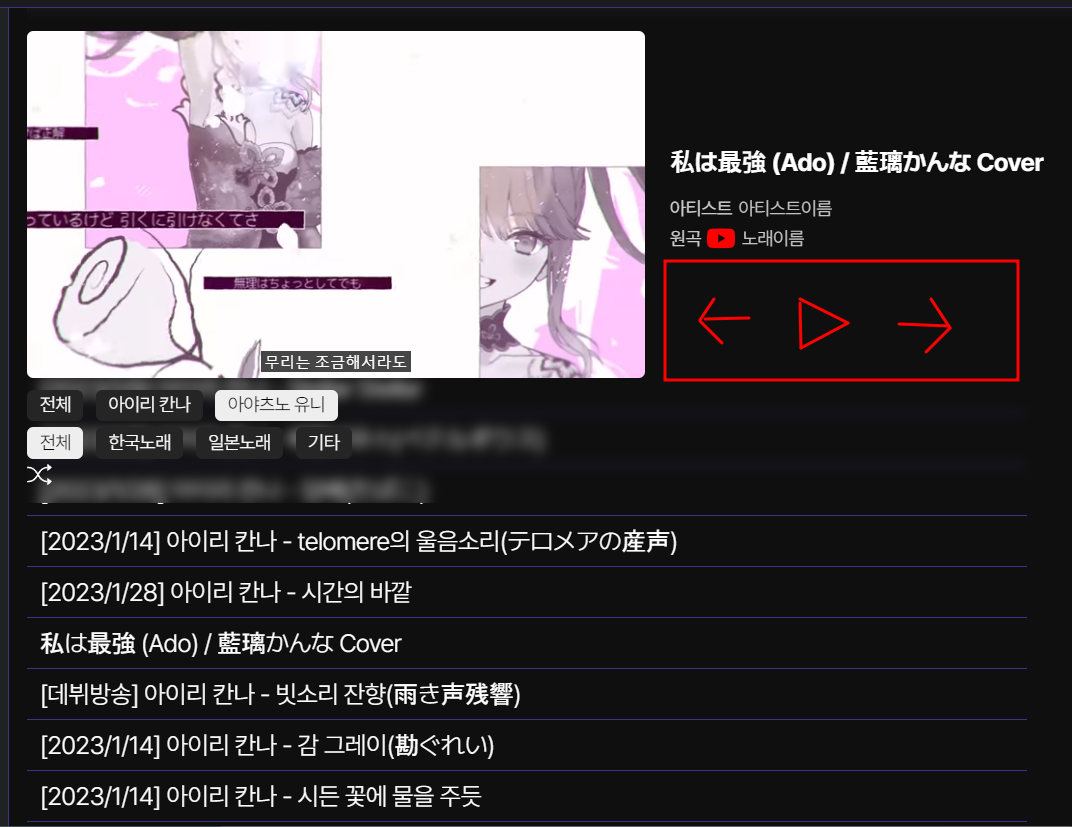 ば正解
っているけど 引くに引けなくてさ
無理はちょっとしてでも
무리는 조금해서라도
私は最強 (Ado) / 藍璃かんな Cover
아티스트 아티스트이름
원곡 노래이름
전체 아이리 칸나 아야츠노 유니
전체 한국노래 일본노래 기타
[2023/1/14] 아이리 칸나 - telomere의 울음소리(テロメアの産声)
[2023/1/28] 아이리 칸나 - 시간의 바깥
私は最強 (Ado) / 藍璃かんな Cover
[데뷔방송] 아이리 칸나 - 빗소리 잔향(雨き声残響)
[2023/1/14] 아이리 칸나 - 감 그레이(勘ぐれい)
[2023/1/14] 아이리 칸나 - 시든 꽃에 물을 주듯